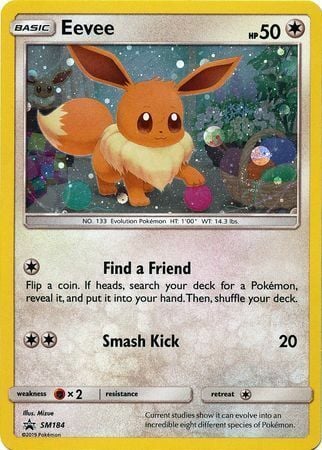 BASIC Eevee HP 50
NO. 133 Evolution Pokémon HT: 1'00" WT: 14.3 lbs.
Find a Friend
Flip a coin. If heads, search your deck for a Pokémon,
reveal it, and put it into your hand. Then, shuffle your deck.
Smash Kick 20
weakness × 2 resistance retreat
Illus. Mizue
SM184
©2019 Pokémon
Current studies show it can evolve into an
incredible eight different species of Pokémon.